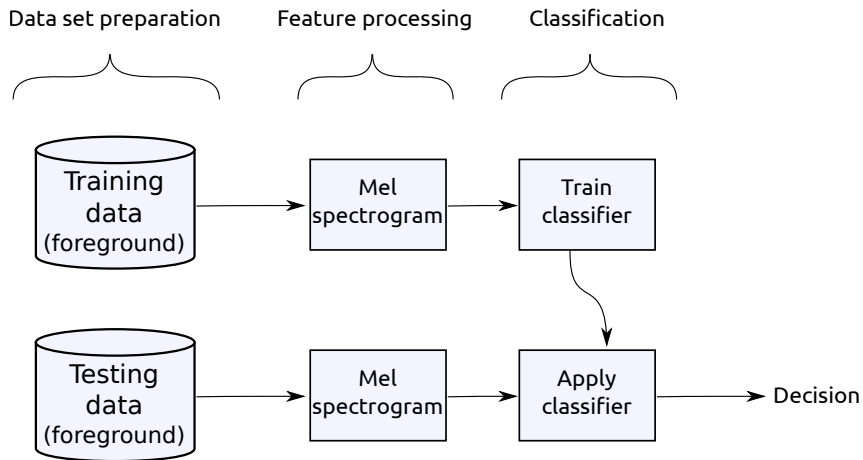 Data set preparation
Feature processing
Classification
Training
data
(foreground)
Mel
spectrogram
Train
classifier
Testing
data
(foreground)
Mel
spectrogram
Apply
classifier
Decision